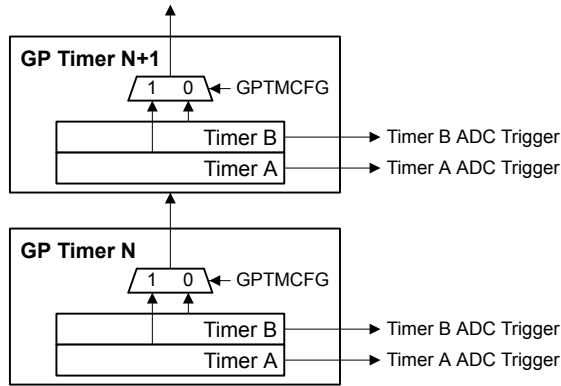 GP Timer N+1
1 0 GPTMCFG
Timer B Timer B ADC Trigger
Timer A Timer A ADC Trigger
GP Timer N
1 0 GPTMCFG
Timer B Timer B ADC Trigger
Timer A Timer A ADC Trigger